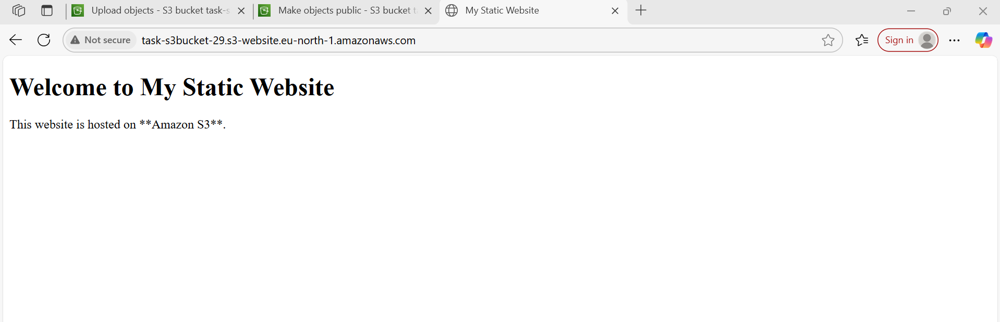 Upload objects - S3 bucket task-s
Make objects public - S3 bucket t
My Static Website
Not secure
task-s3bucket-29.s3-website.eu-north-1.amazonaws.com
Sign in
Welcome to My Static Website
This website is hosted on **Amazon S3**.